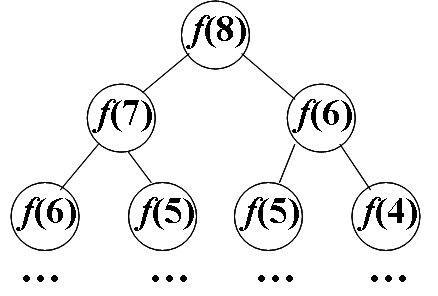 f(8)
f(7) f(6)
f(6) f(5) f(5) f(4)
... ... ... ...